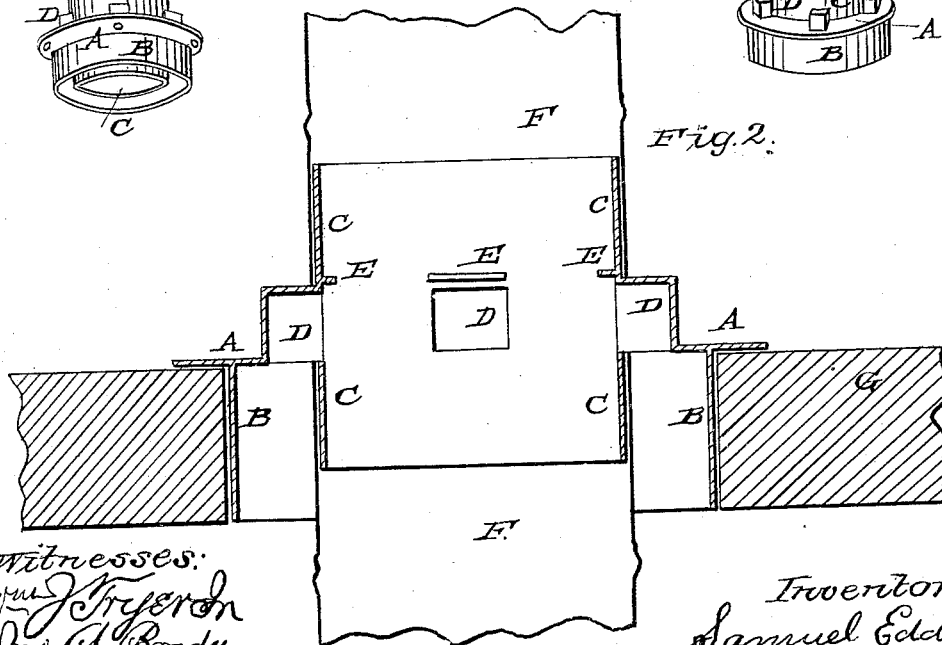 D
A B
C
D
A
B
F
Fig. 2.
C C
E E E
D D D
A A
C C
B B
G
F.
Witnesses:
Inventor
Samuel Edd